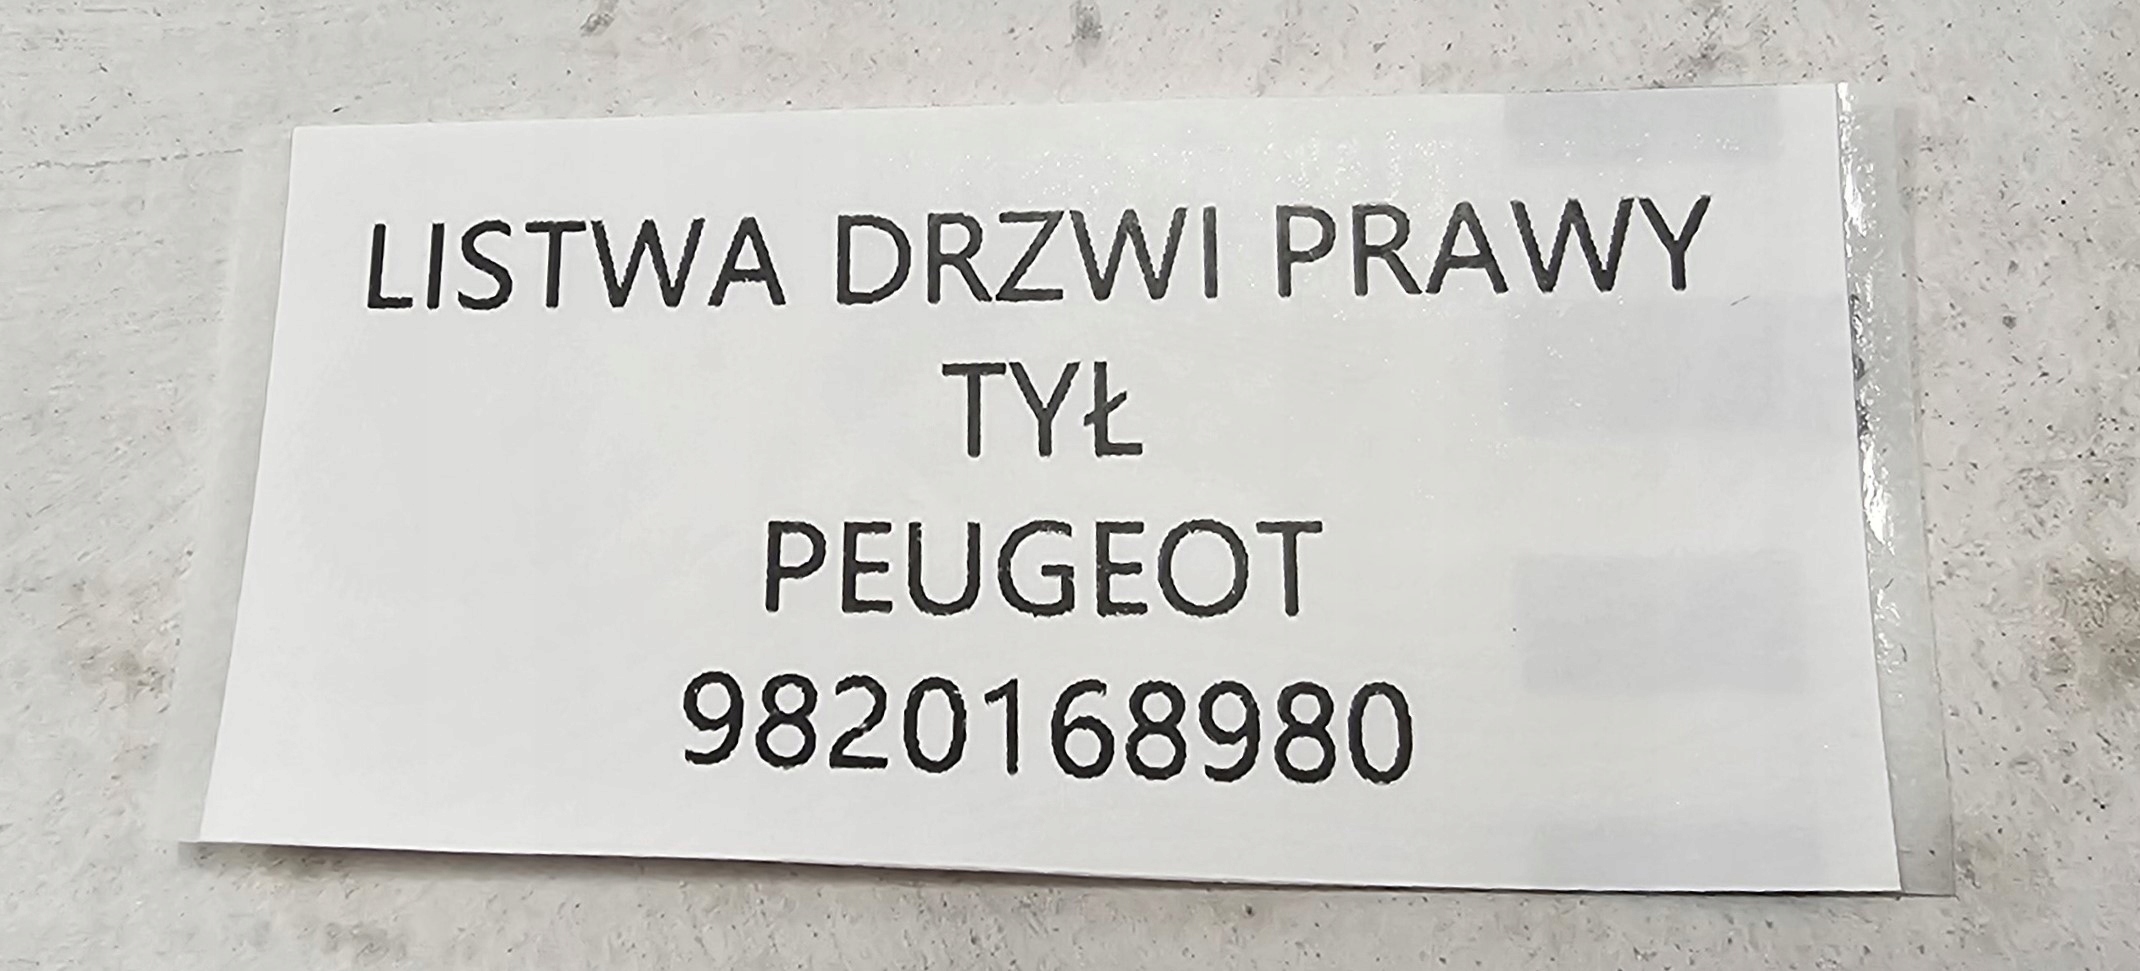 LISTWA DRZWI PRAWY
TYŁ
PEUGEOT
9820168980